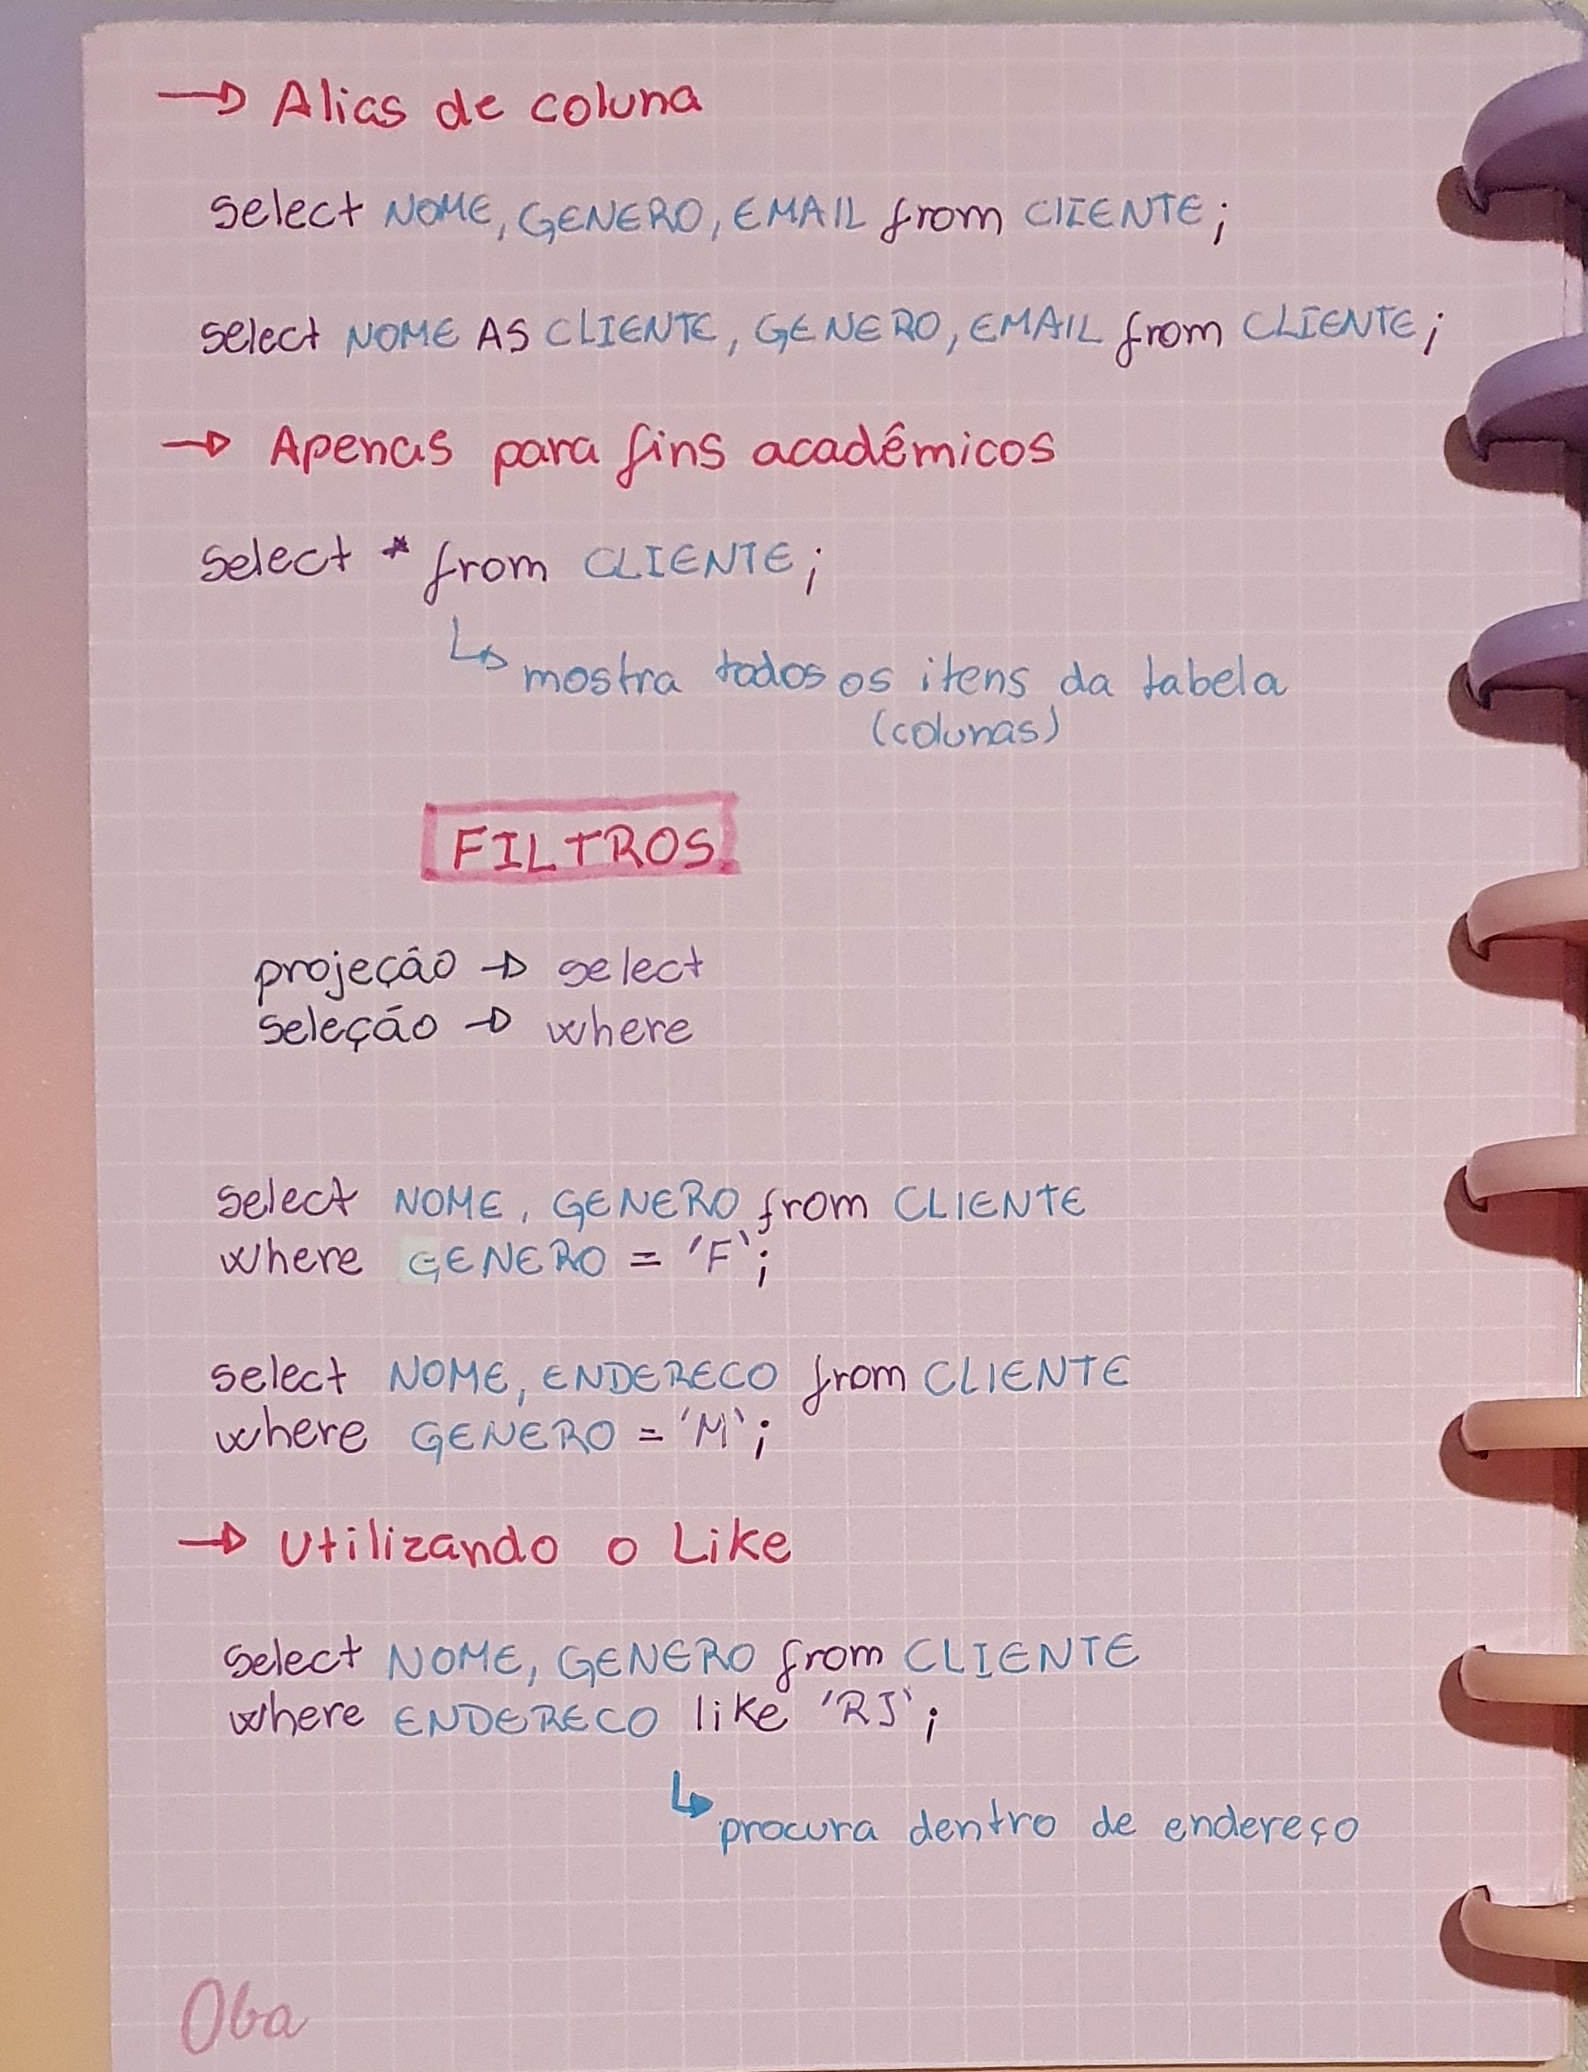 → Alias de coluna
select NOME, GENERO, EMAIL from ClIENTE;
select NOME AS CLIENTE, GENERO, EMAIL from CLIENTE;
→ Apenas para fins acadêmicos
select * from CLIENTE;
↳ mostra todos os itens da tabela
(colunas)
FILTROS
projeção → select
seleção → where
select NOME, GENERO from CLIENTE
where GENERO = 'F';
select NOME, ENDERECO from CLIENTE
where GENERO = 'M';
→ Utilizando o Like
select NOME, GENERO from CLIENTE
where ENDERECO like 'RJ';
↳ procura dentro de endereço
Oba